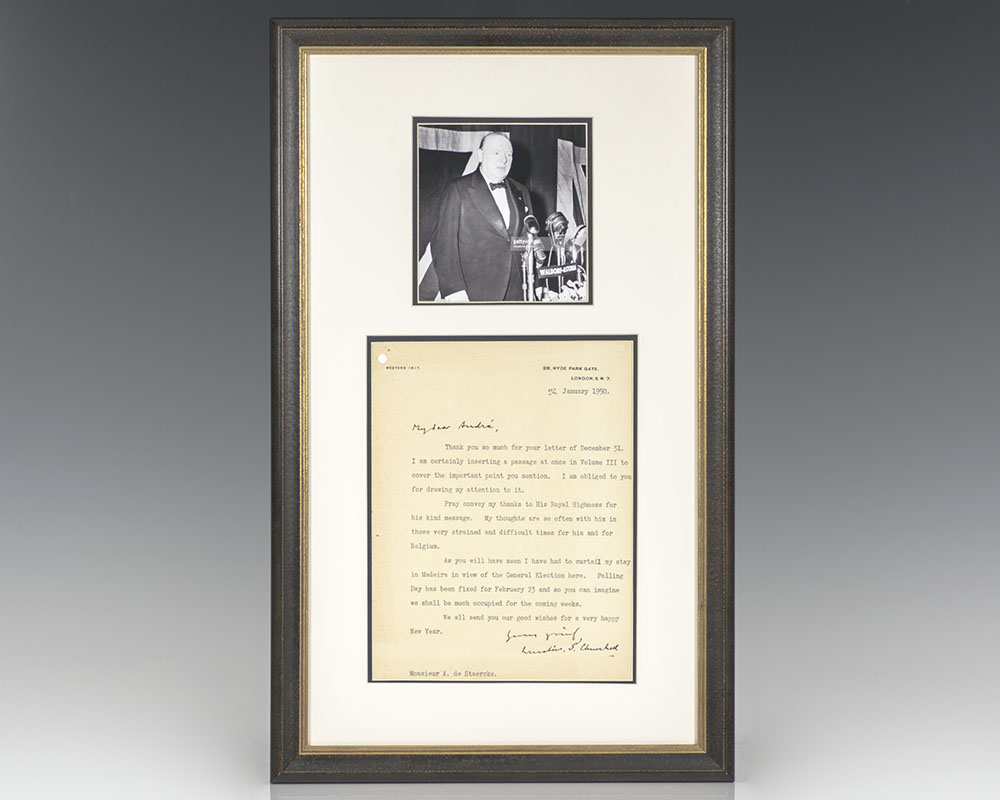 WALDORF-ASTORIA
WESTERN 1617.
28, HYDE PARK GATE,
LONDON, S.W.7.
January 1950.
My dear André,
Thank you so much for your letter of December 31.
I am certainly inserting a passage at once in Volume III to
cover the important point you mention. I am obliged to you
for drawing my attention to it.
Pray convey my thanks to His Royal Highness for
his kind message. My thoughts are so often with him in
these very strained and difficult times for him and for
Belgium.
As you will have seen I have had to curtail my stay
in Madeira in view of the General Election here. Polling
Day has been fixed for February 23 and so you can imagine
we shall be much occupied for the coming weeks.
We all send you our good wishes for a very happy
New Year.
Yours
Winston S. Churchill
Monsieur A. de Staercke.